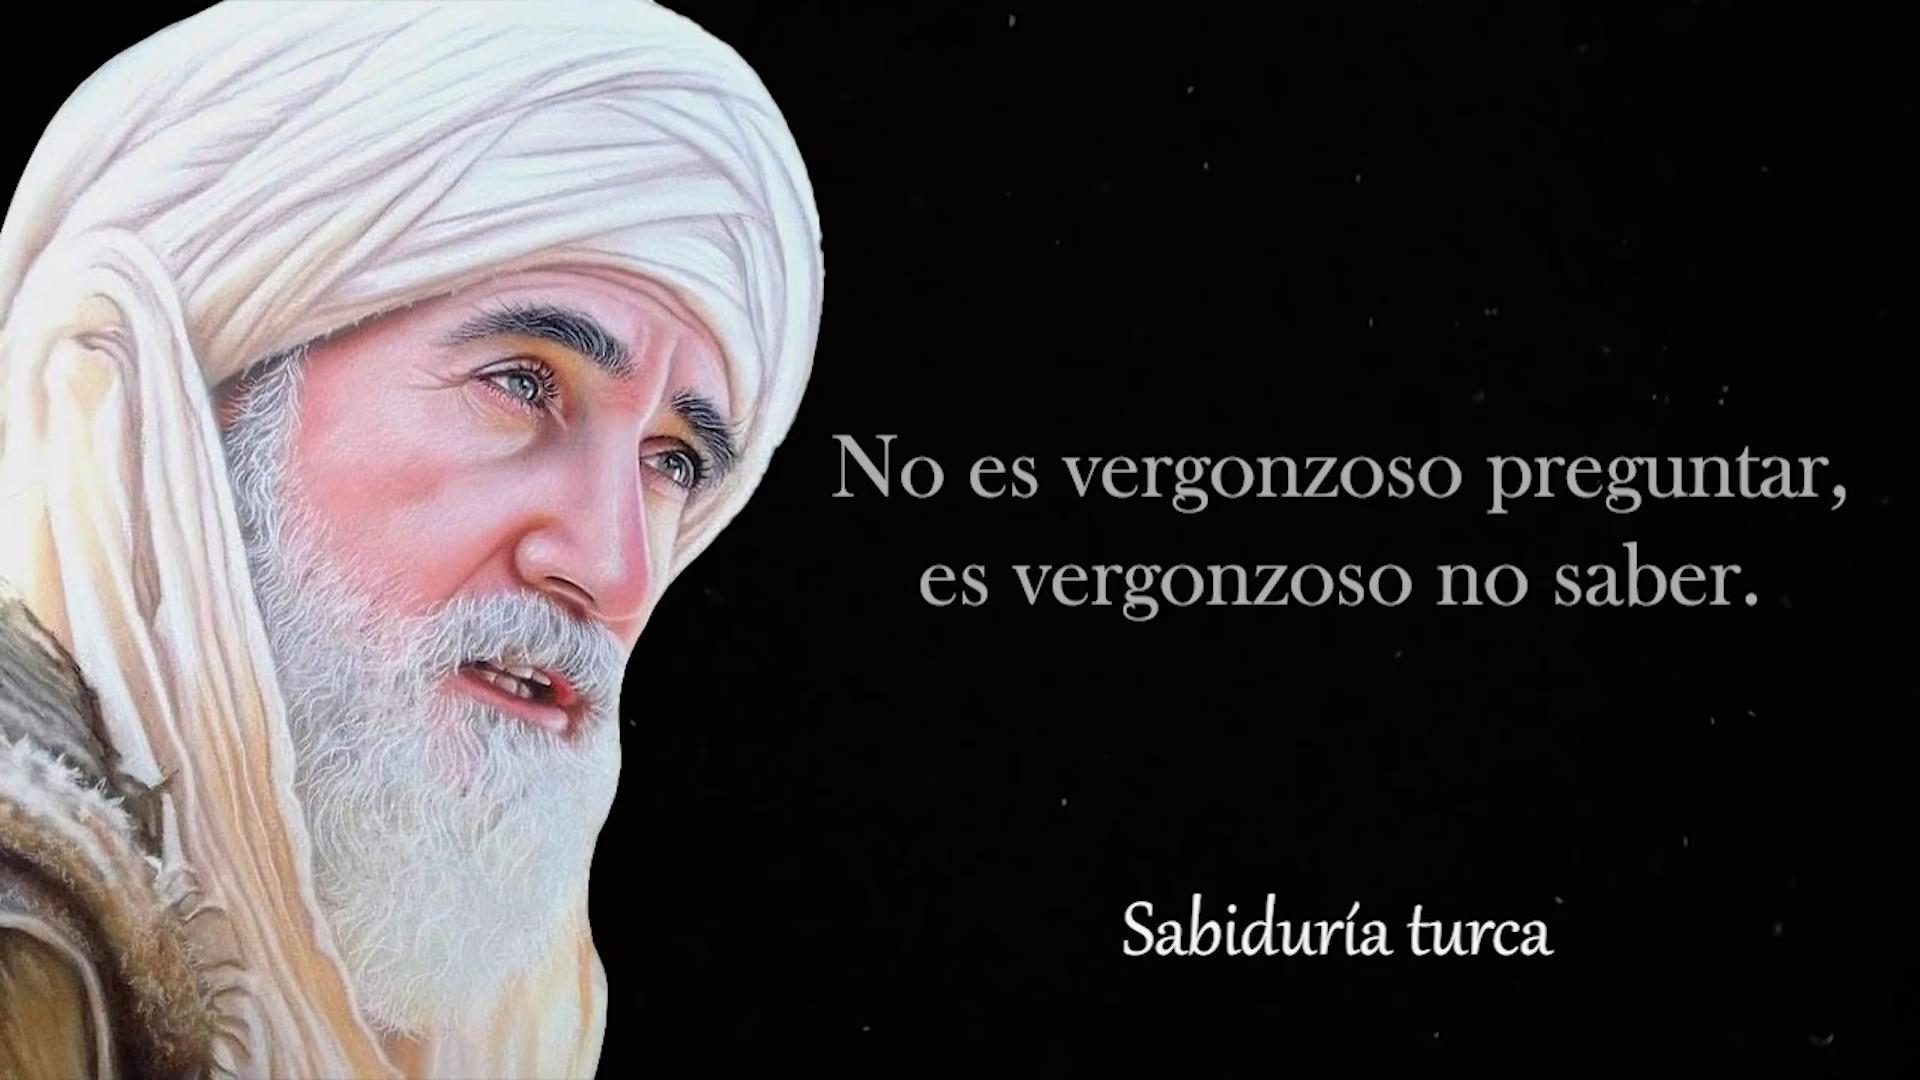 No es vergonzoso preguntar,
es vergonzoso no saber.
Sabiduría turca